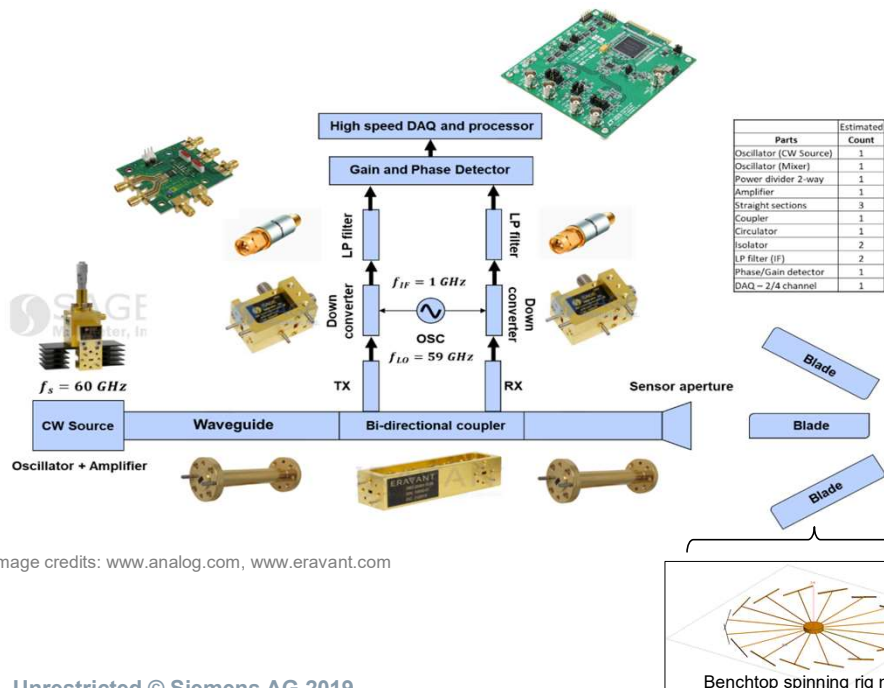 High speed DAQ and processor
Gain and Phase Detector
LP filter
LP filter
f_IF = 1 GHz
Down converter
Down converter
OSC
f_LO = 59 GHz
TX
RX
Sensor aperture
SAGE
f_s = 60 GHz
CW Source
Waveguide
Bi-directional coupler
Oscillator + Amplifier
ERAVANT
Estimated
Parts Count
Oscillator (CW Source) 1
Oscillator (Mixer) 1
Power divider 2-way 1
Amplifier 1
Straight sections 3
Coupler 1
Circulator 1
Isolator 2
LP filter (IF) 2
Phase/Gain detector 1
DAQ – 2/4 channel 1
Blade
Blade
Blade
mage credits: www.analog.com, www.eravant.com
Unrestricted © Siemens AG 2019
Benchtop spinning rig